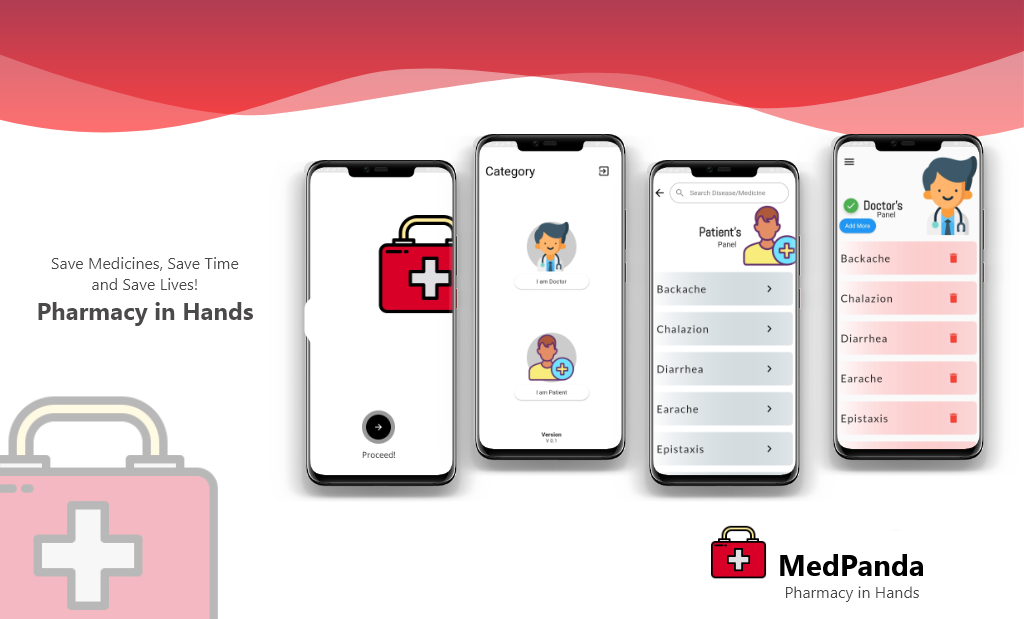 Save Medicines, Save Time
and Save Lives!
Pharmacy in Hands
Proceed!
Category
I am Doctor
I am Patient
Version
V 0.1
Search Disease/Medicine
Patient's
Panel
Backache
Chalazion
Diarrhea
Earache
Epistaxis
Doctor's
Panel
Add More
Backache
Chalazion
Diarrhea
Earache
Epistaxis
MedPanda
Pharmacy in Hands